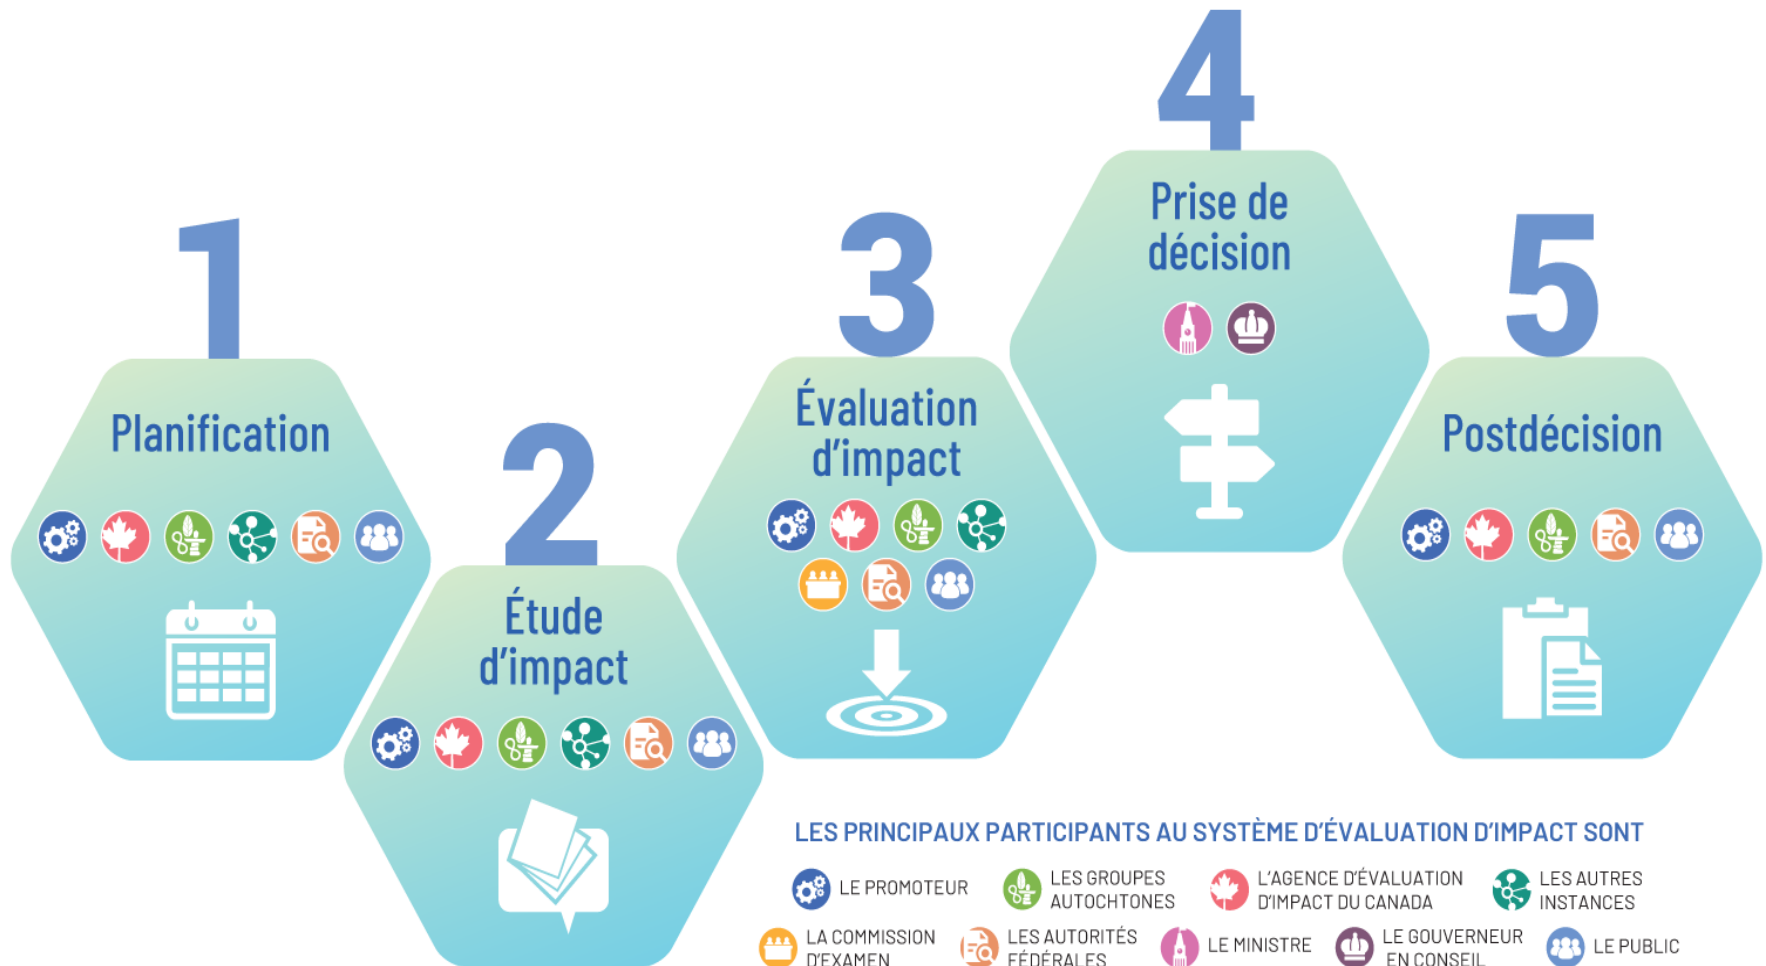 1
Planification
2
Étude
d'impact
3
Évaluation
d'impact
4
Prise de
décision
5
Postdécision
LES PRINCIPAUX PARTICIPANTS AU SYSTÈME D'ÉVALUATION D'IMPACT SONT
LE PROMOTEUR
LES GROUPES
AUTOCHTONES
L'AGENCE D'ÉVALUATION
D'IMPACT DU CANADA
LES AUTRES
INSTANCES
LA COMMISSION
D'EXAMEN
LES AUTORITÉS
FÉDÉRALES
LE MINISTRE
LE GOUVERNEUR
EN CONSEIL
LE PUBLIC